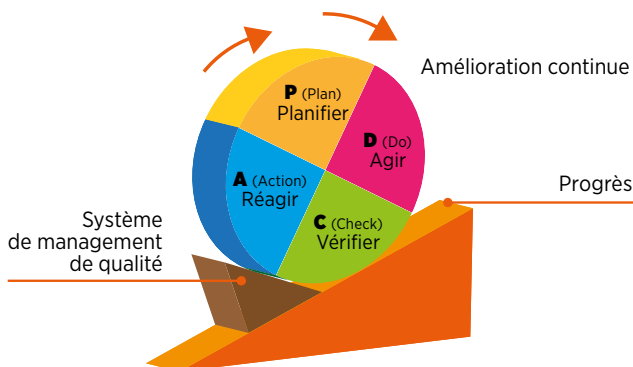 Amélioration continue
P (Plan)
Planifier
D (Do)
Agir
A (Action)
Réagir
C (Check)
Vérifier
Progrès
Système
de management
de qualité